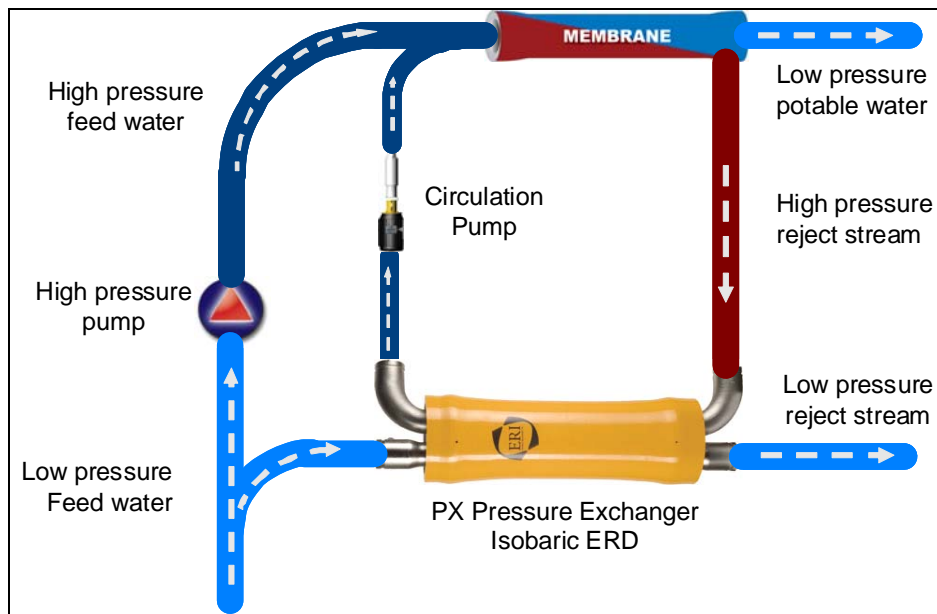 MEMBRANE
High pressure
feed water
Low pressure
potable water
Circulation
Pump
High pressure
reject stream
High pressure
pump
Low pressure
reject stream
ERI
Low pressure
Feed water
PX Pressure Exchanger
Isobaric ERD